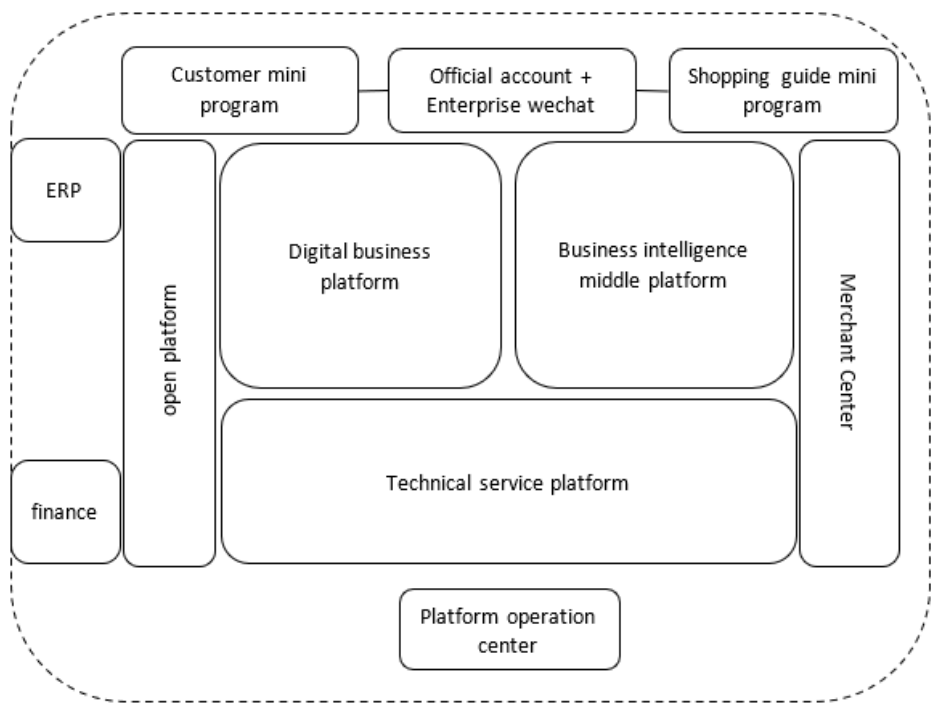 Customer mini
program
Official account +
Enterprise wechat
Shopping guide mini
program
ERP
open platform
Digital business
platform
Business intelligence
middle platform
Merchant Center
Technical service platform
finance
Platform operation
center